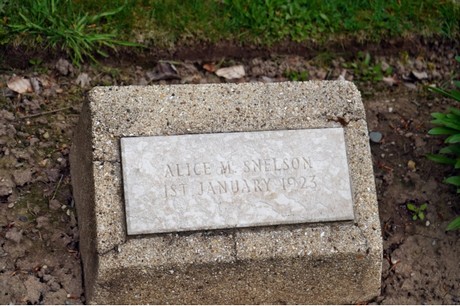 ALICE M. SNELSON
1ST JANUARY 1923